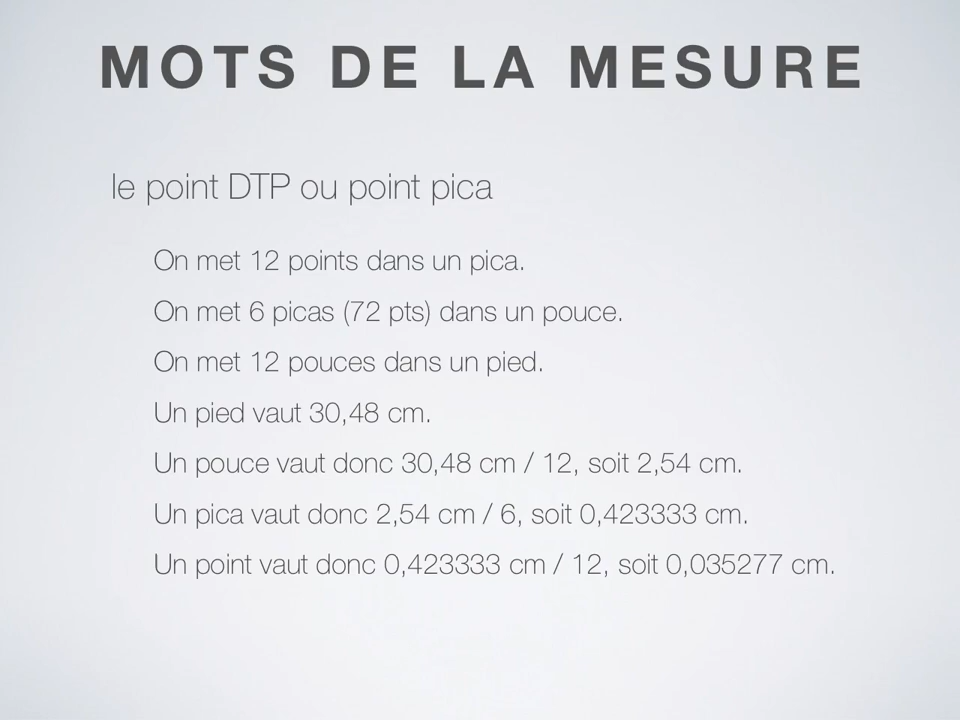 MOTS DE LA MESURE
le point DTP ou point pica
On met 12 points dans un pica.
On met 6 picas (72 pts) dans un pouce.
On met 12 pouces dans un pied.
Un pied vaut 30,48 cm.
Un pouce vaut donc 30,48 cm / 12, soit 2,54 cm.
Un pica vaut donc 2,54 cm / 6, soit 0,423333 cm.
Un point vaut donc 0,423333 cm / 12, soit 0,035277 cm.